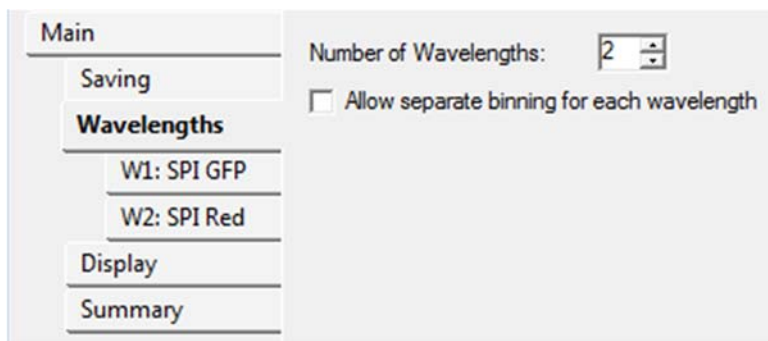 Main
Saving
Wavelengths
W1: SPI GFP
W2: SPI Red
Display
Summary
Number of Wavelengths: 2
Allow separate binning for each wavelength